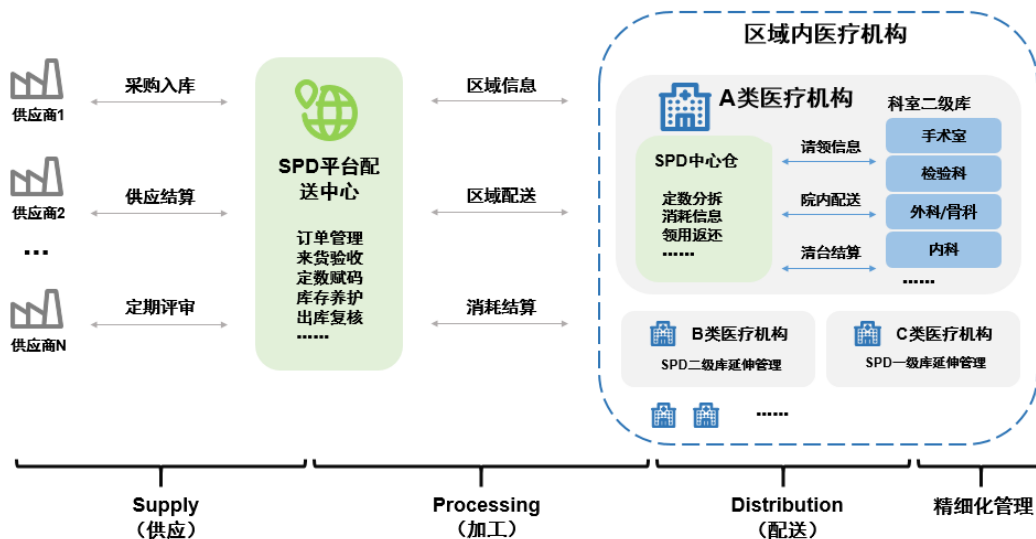 供应商1
供应商2
...
供应商N
采购入库
供应结算
定期评审
SPD平台配
送中心
订单管理
来货验收
定数赋码
库存养护
出库复核
......
区域信息
区域配送
消耗结算
区域内医疗机构
A类医疗机构
SPD中心仓
定数分拆
消耗信息
领用返还
......
请领信息
院内配送
清台结算
科室二级库
手术室
检验科
外科/骨科
内科
......
B类医疗机构
SPD二级库延伸管理
C类医疗机构
SPD一级库延伸管理
......
Supply
（供应）
Processing
（加工）
Distribution
（配送）
精细化管理